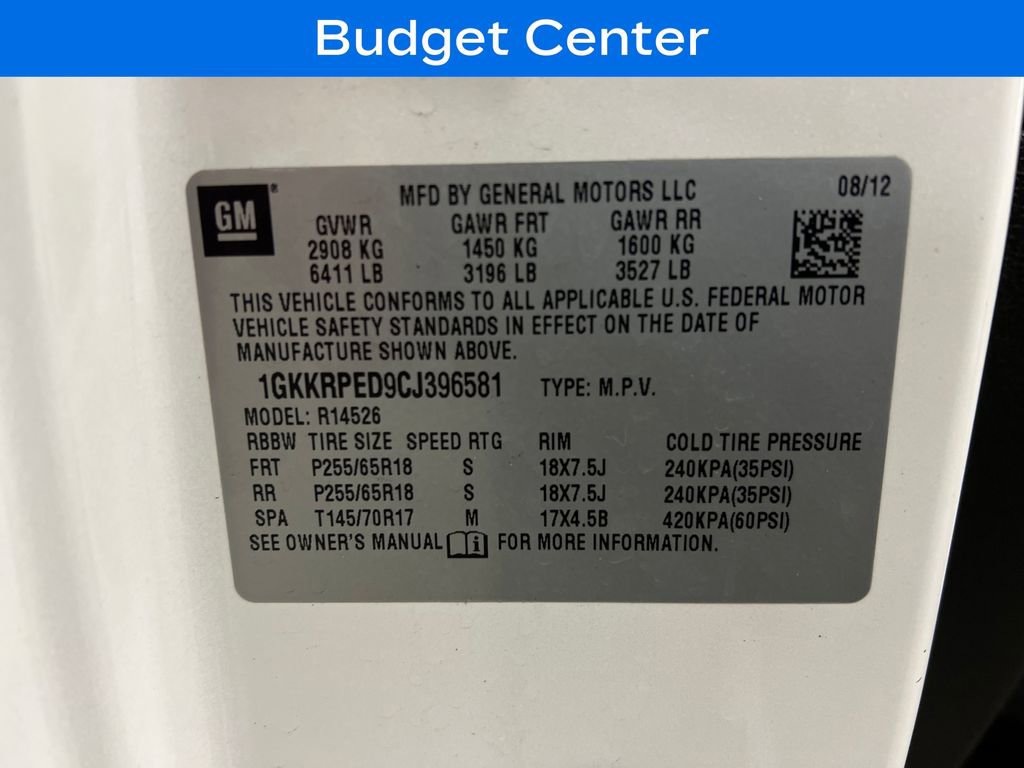 Budget Center
GM®
MFD BY GENERAL MOTORS LLC 08/12
GVWR GAWR FRT GAWR RR
2908 KG 1450 KG 1600 KG
6411 LB 3196 LB 3527 LB
THIS VEHICLE CONFORMS TO ALL APPLICABLE U.S. FEDERAL MOTOR
VEHICLE SAFETY STANDARDS IN EFFECT ON THE DATE OF
MANUFACTURE SHOWN ABOVE.
1GKKRPED9CJ396581 TYPE: M.P.V.
MODEL: R14526
RBBW TIRE SIZE SPEED RTG RIM COLD TIRE PRESSURE
FRT P255/65R18 S 18X7.5J 240KPA(35PSI)
RR P255/65R18 S 18X7.5J 240KPA(35PSI)
SPA T145/70R17 M 17X4.5B 420KPA(60PSI)
SEE OWNER'S MANUAL i FOR MORE INFORMATION.